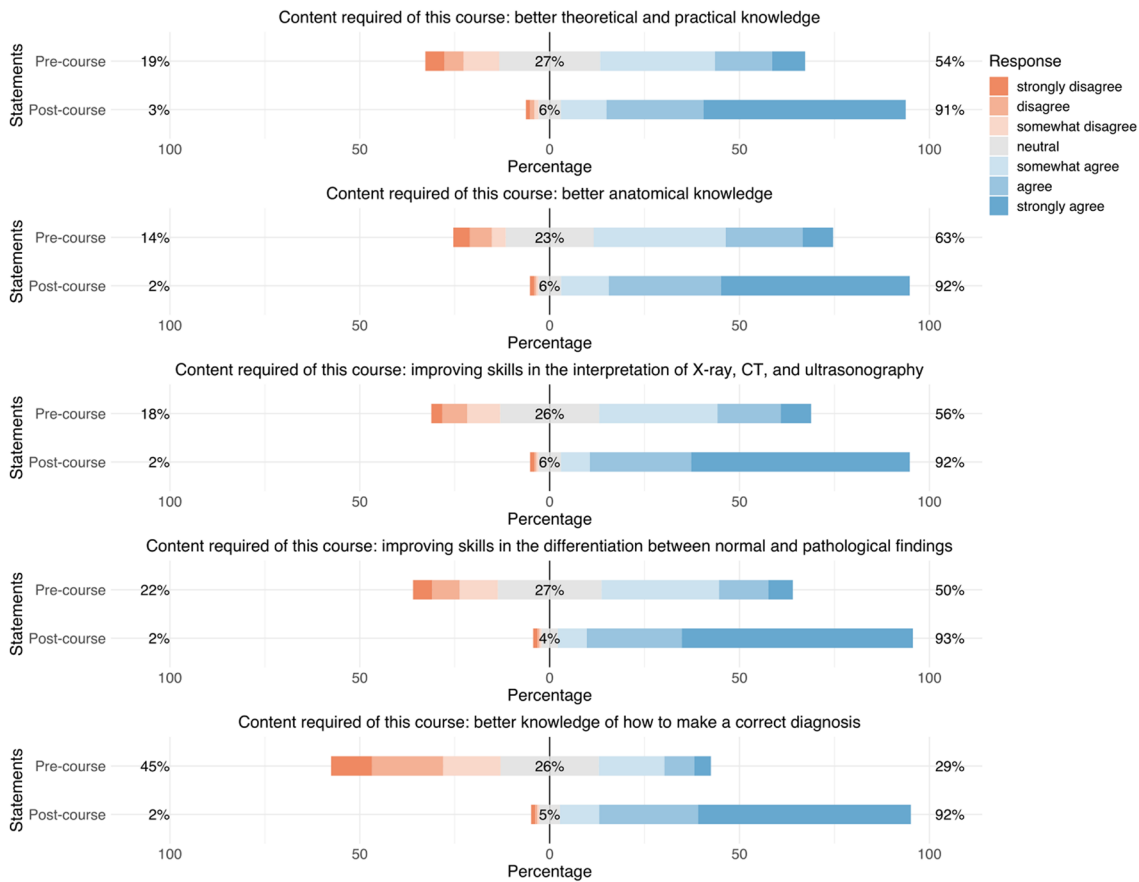 Content required of this course: better theoretical and practical knowledge
Statements
Pre-course 19% 27% 54%
Post-course 3% 6% 91%
100 50 0 50 100
Percentage
Response
strongly disagree
disagree
somewhat disagree
neutral
somewhat agree
agree
strongly agree
Content required of this course: better anatomical knowledge
Statements
Pre-course 14% 23% 63%
Post-course 2% 6% 92%
100 50 0 50 100
Percentage
Content required of this course: improving skills in the interpretation of X-ray, CT, and ultrasonography
Statements
Pre-course 18% 26% 56%
Post-course 2% 6% 92%
100 50 0 50 100
Percentage
Content required of this course: improving skills in the differentiation between normal and pathological findings
Statements
Pre-course 22% 27% 50%
Post-course 2% 4% 93%
100 50 0 50 100
Percentage
Content required of this course: better knowledge of how to make a correct diagnosis
Statements
Pre-course 45% 26% 29%
Post-course 2% 5% 92%
100 50 0 50 100
Percentage